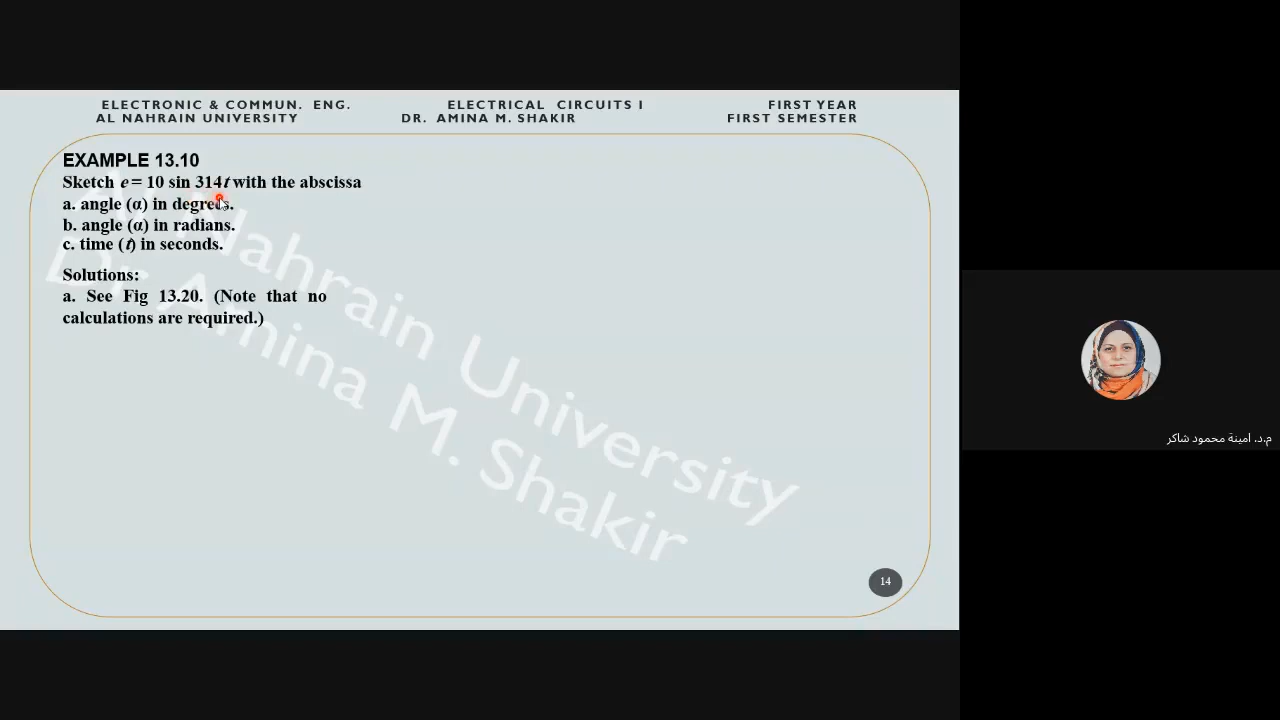 ELECTRONIC & COMMUN. ENG. ELECTRICAL CIRCUITS I FIRST YEAR
AL NAHRAIN UNIVERSITY DR. AMINA M. SHAKIR FIRST SEMESTER
EXAMPLE 13.10
Sketch e = 10 sin 314t with the abscissa
a. angle (α) in degrees.
b. angle (α) in radians.
c. time (t) in seconds.
Solutions:
a. See Fig 13.20. (Note that no
calculations are required.)
Al Nahrain University
Dr Amina M. Shakir
14
م.د. امينة محمود شاكر